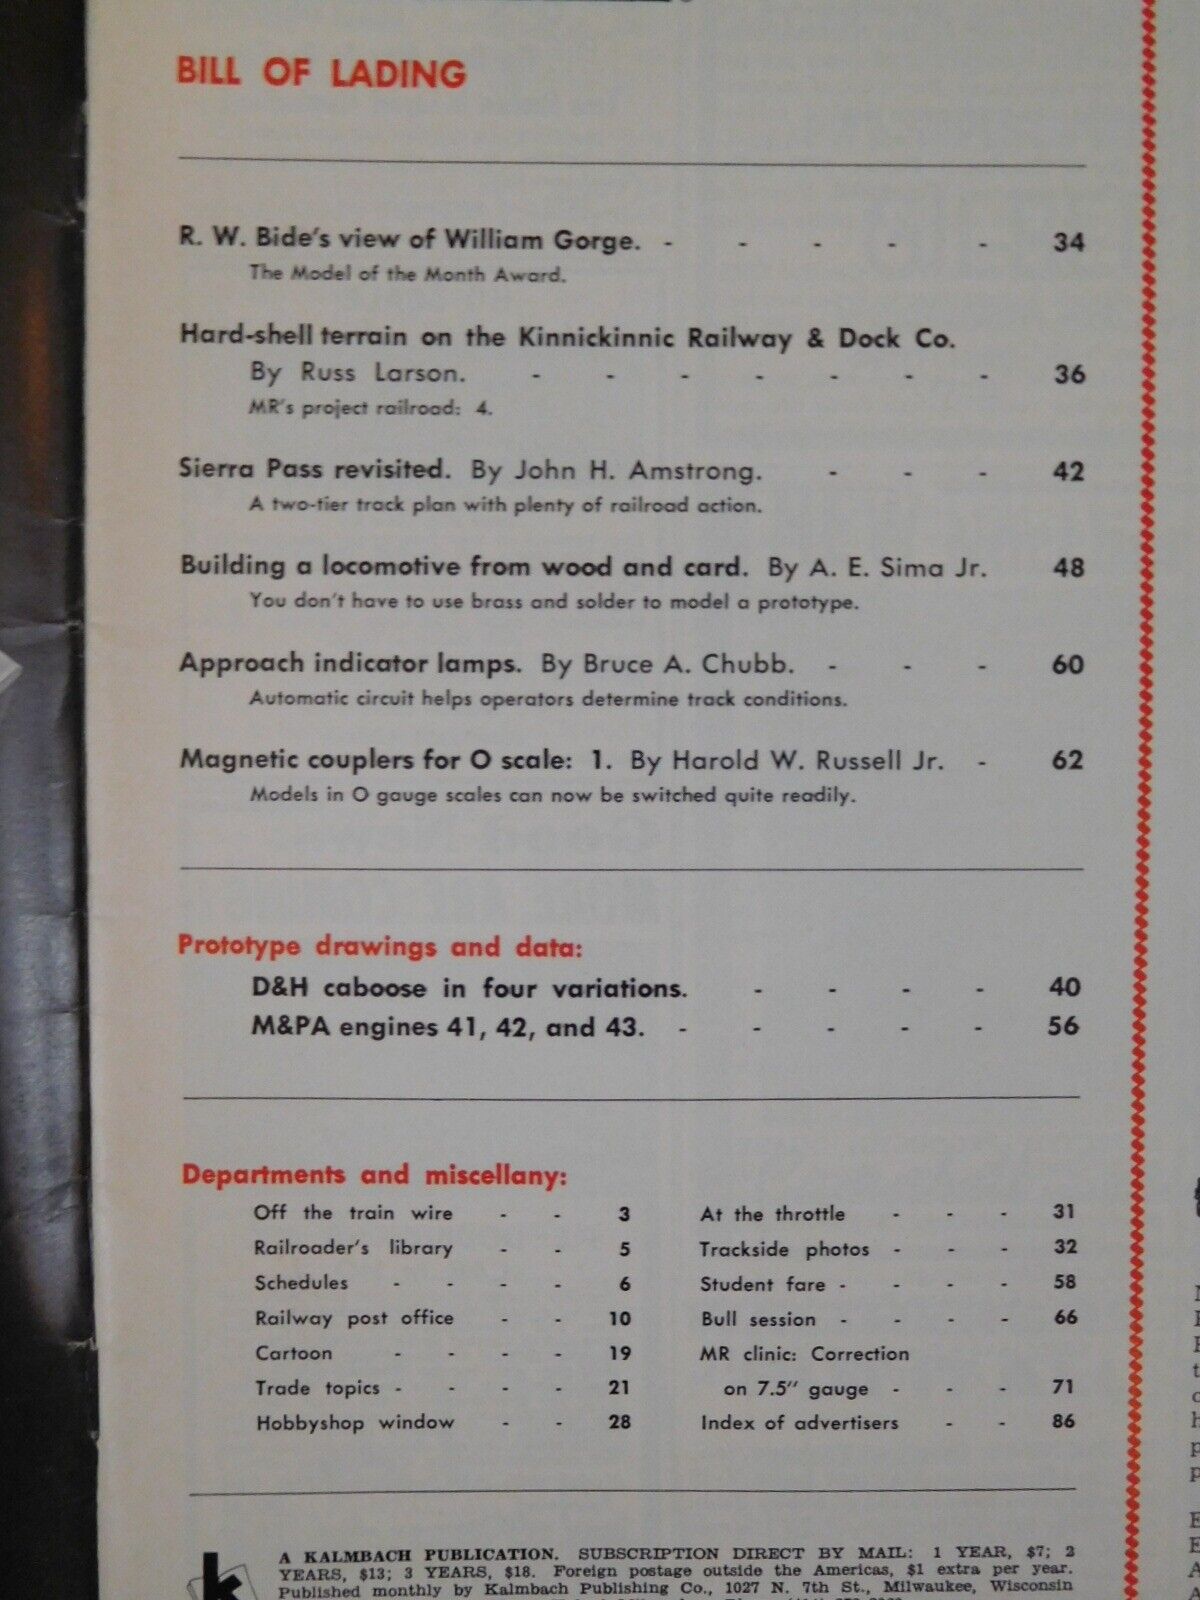 BILL OF LADING
R. W. Bide's view of William Gorge. - - - - - 34
The Model of the Month Award.
Hard-shell terrain on the Kinnickinnic Railway & Dock Co.
By Russ Larson. - - - - - - - 36
MR's project railroad: 4.
Sierra Pass revisited. By John H. Amstrong. - - - 42
A two-tier track plan with plenty of railroad action.
Building a locomotive from wood and card. By A. E. Sima Jr. 48
You don't have to use brass and solder to model a prototype.
Approach indicator lamps. By Bruce A. Chubb. - - - 60
Automatic circuit helps operators determine track conditions.
Magnetic couplers for O scale: 1. By Harold W. Russell Jr. - 62
Models in O gauge scales can now be switched quite readily.
Prototype drawings and data:
D&H caboose in four variations. - - - - 40
M&PA engines 41, 42, and 43. - - - - - 56
Departments and miscellany:
Off the train wire - - 3
Railroader's library - - 5
Schedules - - - - 6
Railway post office - - 10
Cartoon - - - - 19
Trade topics - - - - 21
Hobbyshop window - - 28
At the throttle - - - 31
Trackside photos - - - 32
Student fare - - - - 58
Bull session - - - - 66
MR clinic: Correction
on 7.5" gauge - - - 71
Index of advertisers - - 86
k
A KALMBACH PUBLICATION. SUBSCRIPTION DIRECT BY MAIL: 1 YEAR, $7; 2
YEARS, $13; 3 YEARS, $18. Foreign postage outside the Americas, $1 extra per year.
Published monthly by Kalmbach Publishing Co., 1027 N. 7th St., Milwaukee, Wisconsin